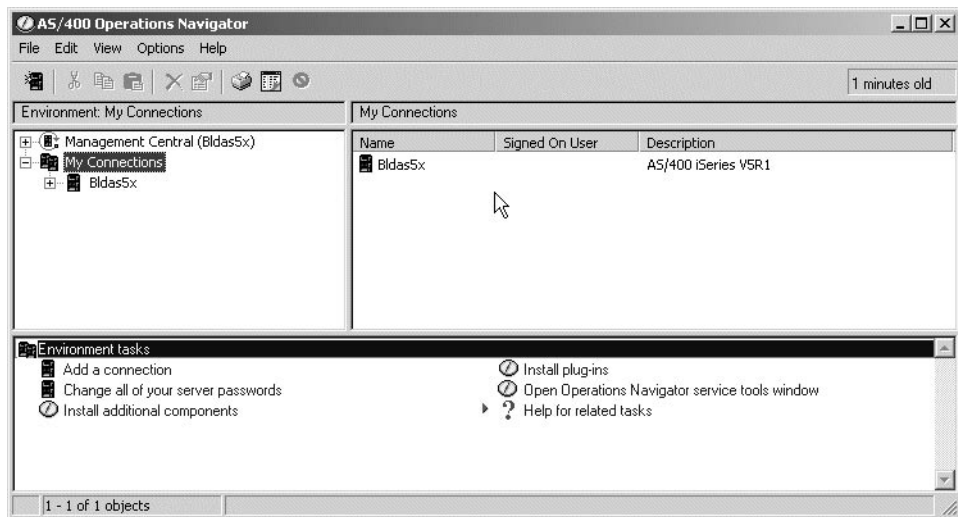 AS/400 Operations Navigator
File Edit View Options Help
1 minutes old
Environment: My Connections
My Connections
Management Central (Bldas5x)
My Connections
Bldas5x
Name Signed On User Description
Bldas5x AS/400 iSeries V5R1
Environment tasks
Add a connection
Change all of your server passwords
Install additional components
Install plug-ins
Open Operations Navigator service tools window
Help for related tasks
1 - 1 of 1 objects